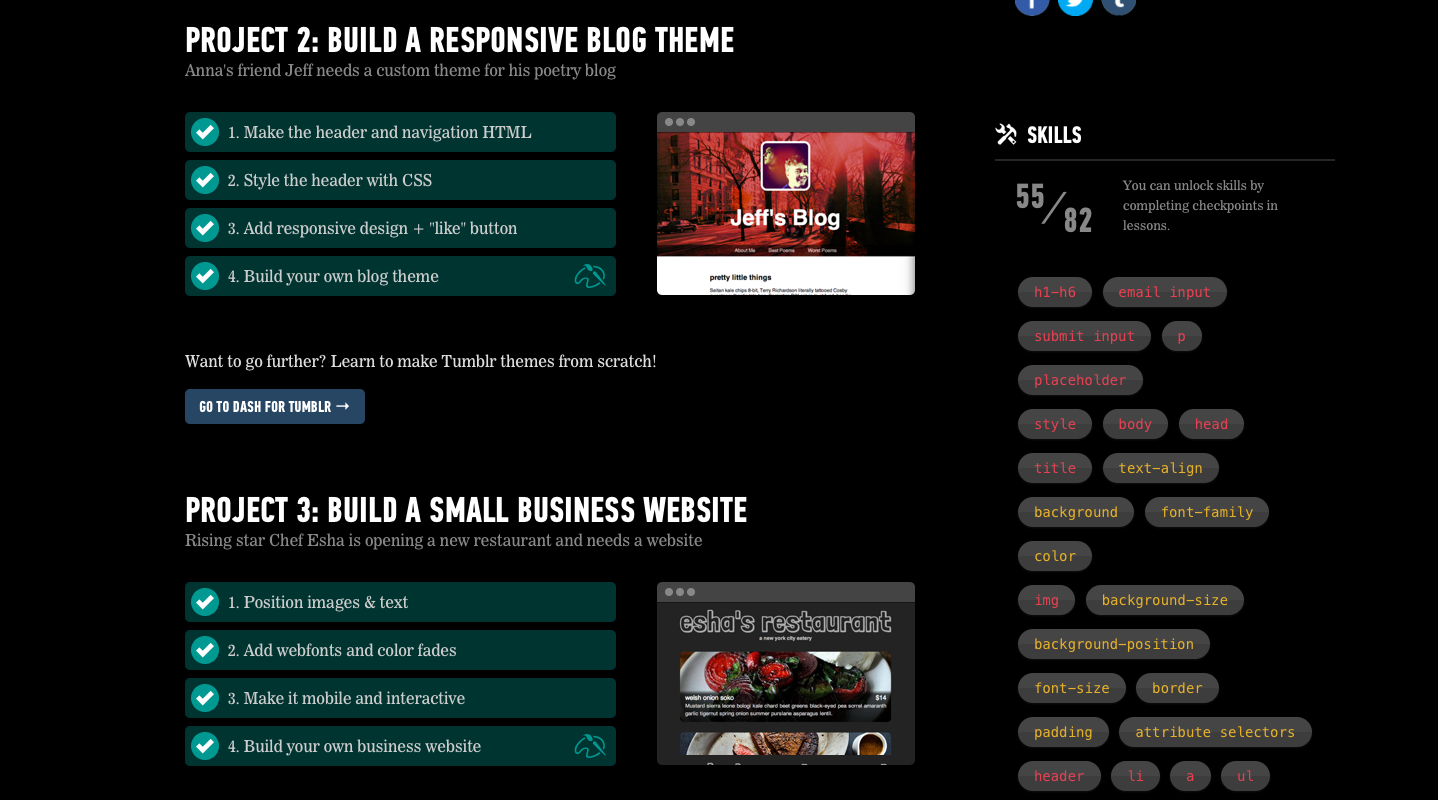 PROJECT 2: BUILD A RESPONSIVE BLOG THEME
Anna's friend Jeff needs a custom theme for his poetry blog
1. Make the header and navigation HTML
2. Style the header with CSS
3. Add responsive design + "like" button
4. Build your own blog theme
Jeff's Blog
About Me Best Poems Worst Poems
pretty little things
Seitan kale chips 8-bit, Terry Richardson literally tattooed Cosby
Want to go further? Learn to make Tumblr themes from scratch!
GO TO DASH FOR TUMBLR →
PROJECT 3: BUILD A SMALL BUSINESS WEBSITE
Rising star Chef Esha is opening a new restaurant and needs a website
1. Position images & text
2. Add webfonts and color fades
3. Make it mobile and interactive
4. Build your own business website
esha's restaurant
a new york city eatery
welsh onion soko $14
Mustard sierra leone bologi kale chard beet greens black-eyed pea sorrel amaranth
garlic tigernut spring onion summer purslane asparagus lentil.
SKILLS
55/82
You can unlock skills by
completing checkpoints in
lessons.
h1-h6 email input
submit input p
placeholder
style body head
title text-align
background font-family
color
img background-size
background-position
font-size border
padding attribute selectors
header li a ul